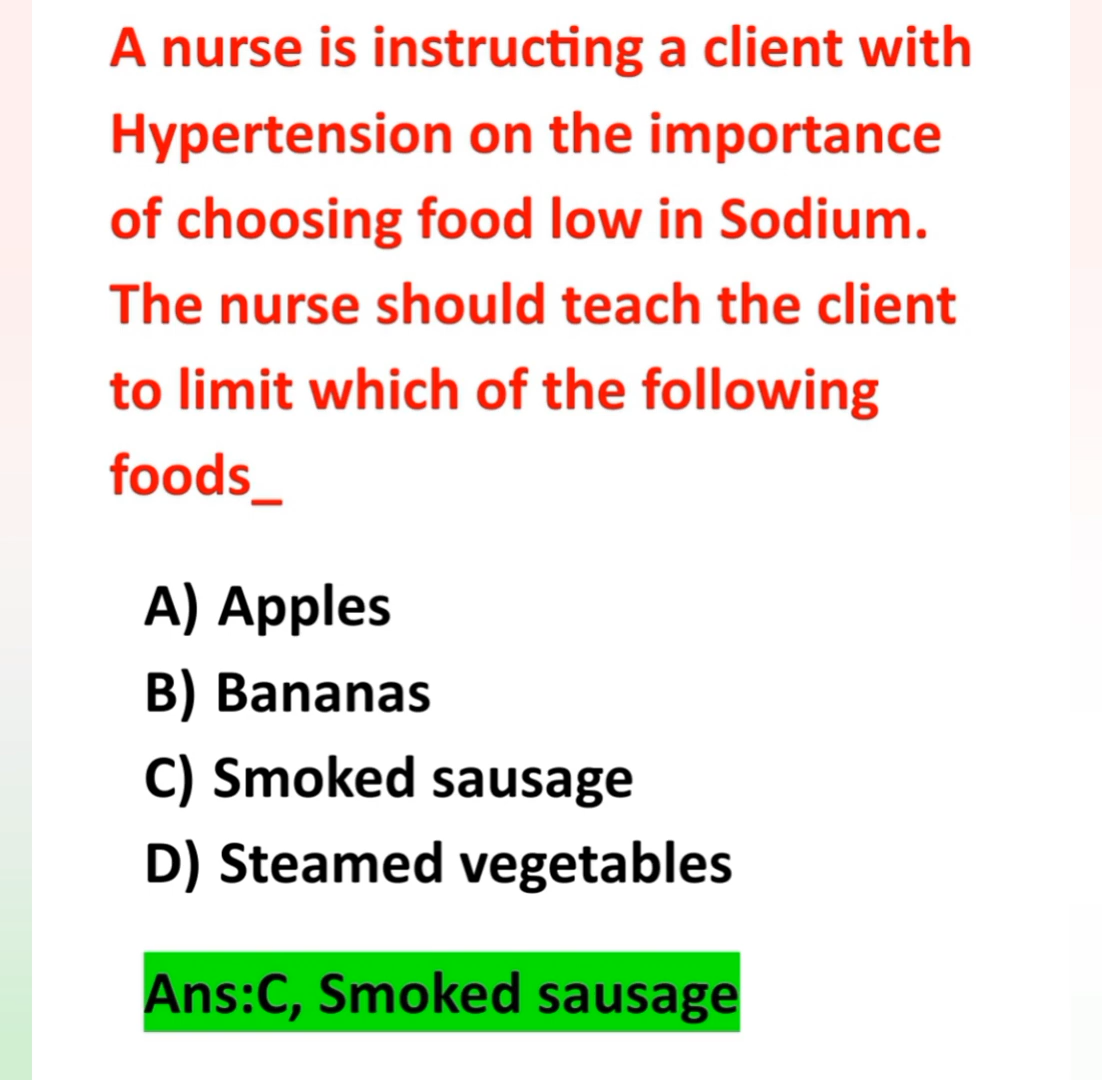 A nurse is instructing a client with
Hypertension on the importance
of choosing food low in Sodium.
The nurse should teach the client
to limit which of the following
foods_
A) Apples
B) Bananas
C) Smoked sausage
D) Steamed vegetables
Ans:C, Smoked sausage